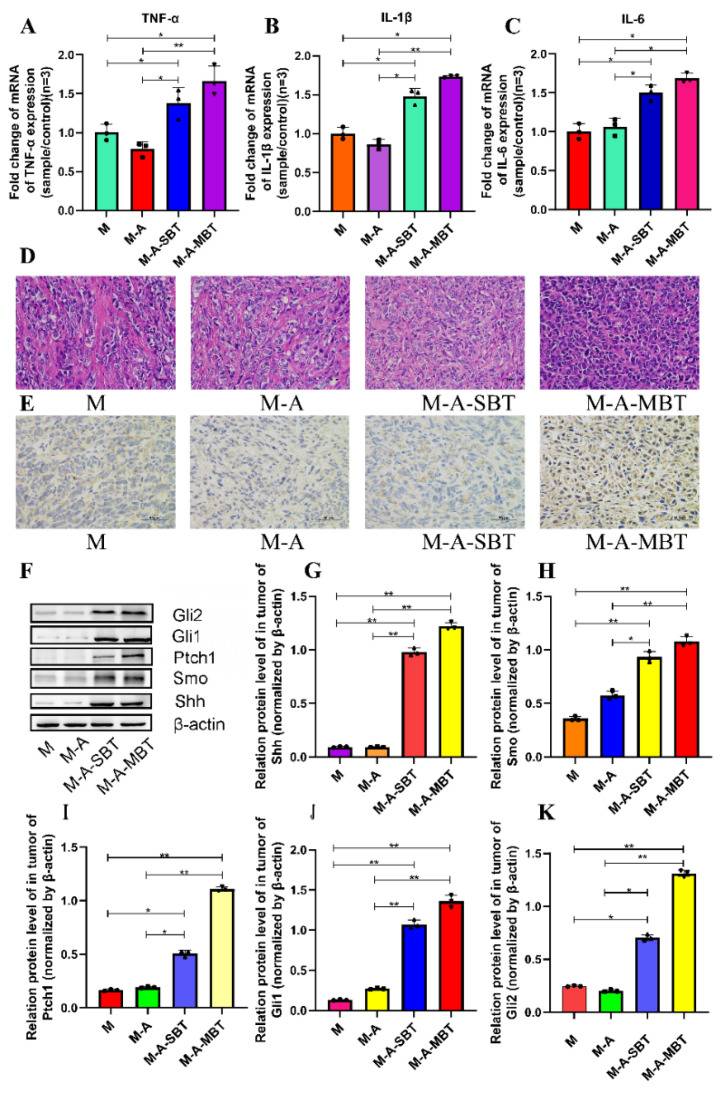 A
TNF-α
Fold change of mRNA
of TNF-α expression
(sample/control)(n=3)
2.0
1.5
1.0
0.5
0.0
*
**
*
*
M
M-A
M-A-SBT
M-A-MBT
B
IL-1β
Fold change of mRNA
of IL-1β expression
(sample/control)(n=3)
2.0
1.5
1.0
0.5
0.0
*
**
*
*
M
M-A
M-A-SBT
M-A-MBT
C
IL-6
Fold change of mRNA
of IL-6 expression
(sample/control)(n=3)
2.0
1.5
1.0
0.5
0.0
*
*
*
*
M
M-A
M-A-SBT
M-A-MBT
D
M
M-A
M-A-SBT
M-A-MBT
E
M
M-A
M-A-SBT
M-A-MBT
F
Gli2
Gli1
Ptch1
Smo
Shh
β-actin
M
M-A
M-A-SBT
M-A-MBT
G
Relation protein level of in tumor of
Shh (normalized by β-actin)
1.5
1.0
0.5
0.0
**
**
**
**
M
M-A
M-A-SBT
M-A-MBT
H
Relation protein level of in tumor of
Smo (normalized by β-actin)
1.5
1.0
0.5
0.0
**
**
**
*
M
M-A
M-A-SBT
M-A-MBT
I
Relation protein level of in tumor of
Ptch1 (normalized by β-actin)
1.5
1.0
0.5
0.0
**
**
*
*
M
M-A
M-A-SBT
M-A-MBT
J
Relation protein level of in tumor of
Gli1 (normalized by β-actin)
2.0
1.5
1.0
0.5
0.0
**
**
**
**
M
M-A
M-A-SBT
M-A-MBT
K
Relation protein level of in tumor of
Gli2 (normalized by β-actin)
1.5
1.0
0.5
0.0
**
**
*
*
M
M-A
M-A-SBT
M-A-MBT